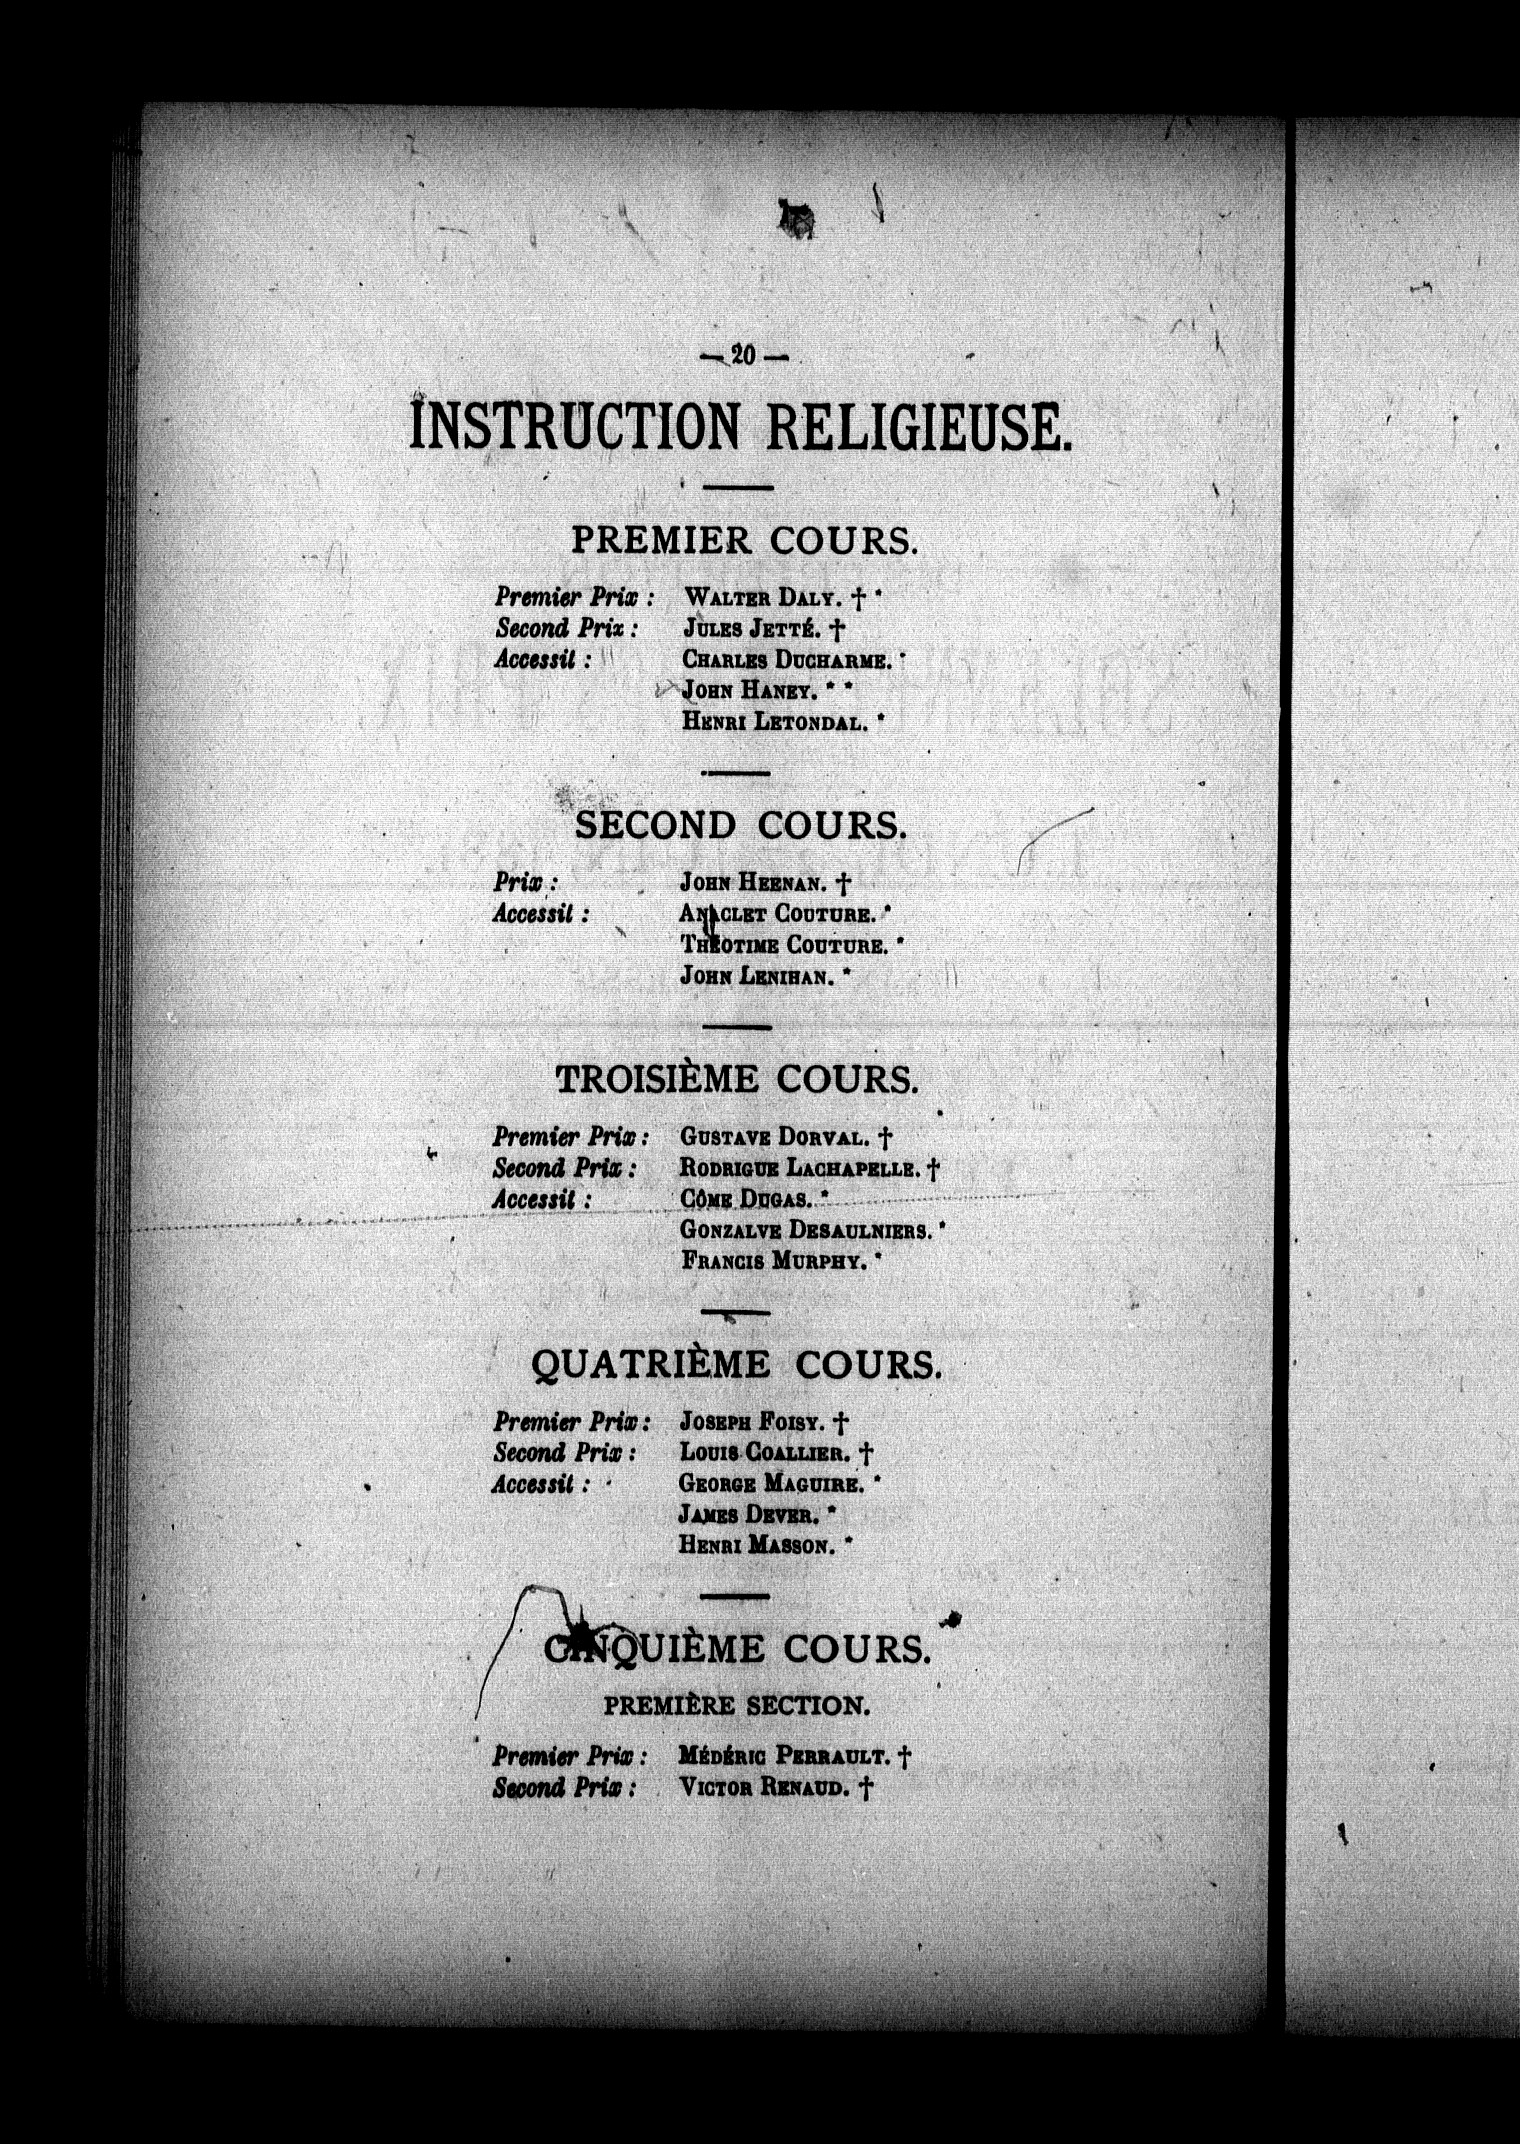 — 20 —
INSTRUCTION RELIGIEUSE.
PREMIER COURS.
Premier Prix : WALTER DALY. † *
Second Prix : JULES JETTÉ. †
Accessit : CHARLES DUCHARME. *
JOHN HANEY. * *
HENRI LETONDAL. *
SECOND COURS.
Prix : JOHN HEENAN. †
Accessit : ANACLET COUTURE. *
THÉOTIME COUTURE. *
JOHN LENIHAN. *
TROISIÈME COURS.
Premier Prix : GUSTAVE DORVAL. †
Second Prix : RODRIGUE LACHAPELLE. †
Accessit : CÔME DUGAS. *
GONZALVE DESAULNIERS. *
FRANCIS MURPHY. *
QUATRIÈME COURS.
Premier Prix : JOSEPH FOISY. †
Second Prix : LOUIS COALLIER. †
Accessit : GEORGE MAGUIRE. *
JAMES DEVER. *
HENRI MASSON. *
CINQUIÈME COURS.
PREMIÈRE SECTION.
Premier Prix : MÉDÉRIC PERRAULT. †
Second Prix : VICTOR RENAUD. †